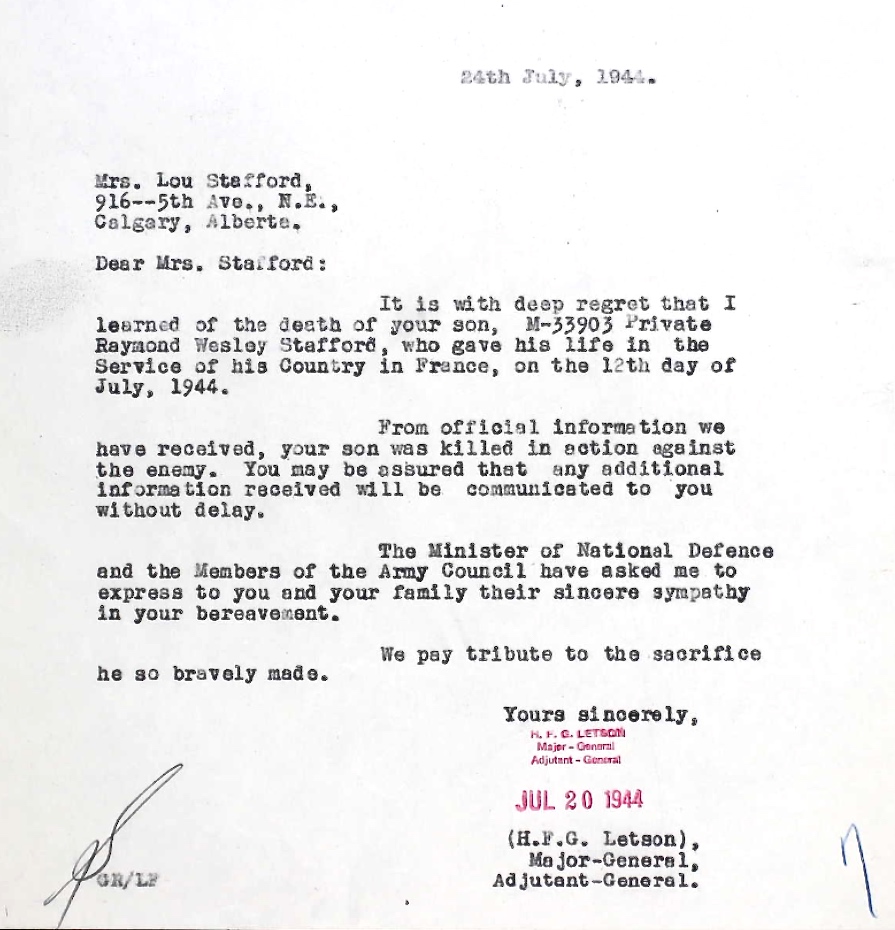 24th July, 1944.
Mrs. Lou Stafford,
916--5th Ave., N.E.,
Calgary, Alberta.
Dear Mrs. Stafford:
It is with deep regret that I
learned of the death of your son, M-33903 Private
Raymond Wesley Stafford, who gave his life in the
Service of his Country in France, on the 12th day of
July, 1944.
From official information we
have received, your son was killed in action against
the enemy. You may be assured that any additional
information received will be communicated to you
without delay.
The Minister of National Defence
and the Members of the Army Council have asked me to
express to you and your family their sincere sympathy
in your bereavement.
We pay tribute to the sacrifice
he so bravely made.
Yours sincerely,
H. F. G. LETSON
Major - General
Adjutant - General
JUL 20 1944
(H.F.G. Letson),
Major-General,
Adjutant-General.
GR/LF